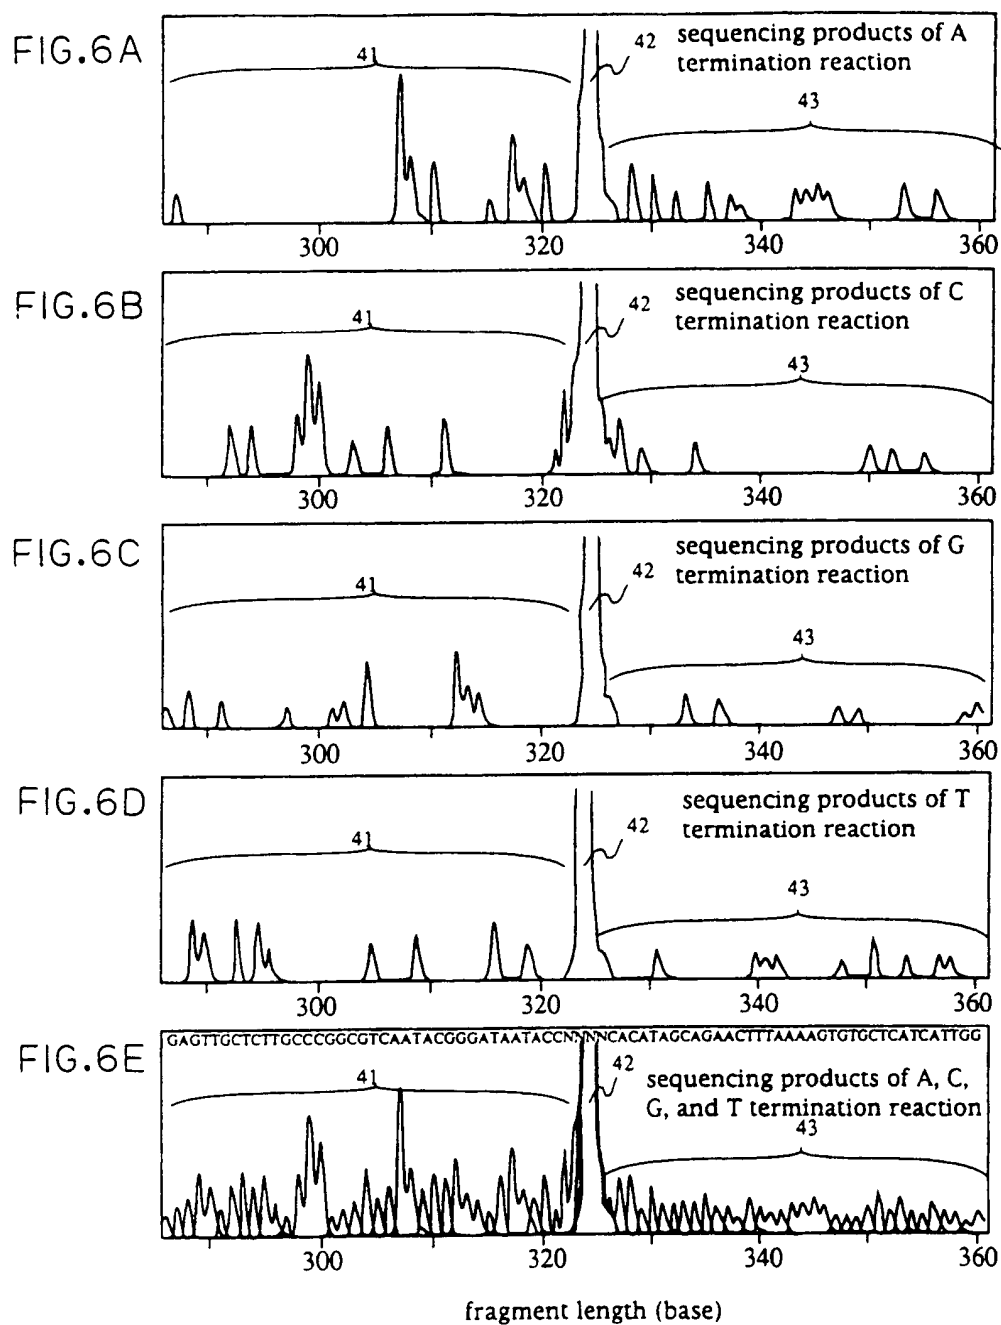 FIG.6A
41
42
sequencing products of A
termination reaction
43
300
320
340
360
FIG.6B
41
42
sequencing products of C
termination reaction
43
300
320
340
360
FIG.6C
41
42
sequencing products of G
termination reaction
43
300
320
340
360
FIG.6D
41
42
sequencing products of T
termination reaction
43
300
320
340
360
FIG.6E
GAGTTGCTCTTGCCCGGCGTCAATACGGGATAATACCNNNNCACATAGCAGAACTTTAAAAGTGTGCTCATCATTGG
41
42
sequencing products of A, C,
G, and T termination reaction
43
300
320
340
360
fragment length (base)